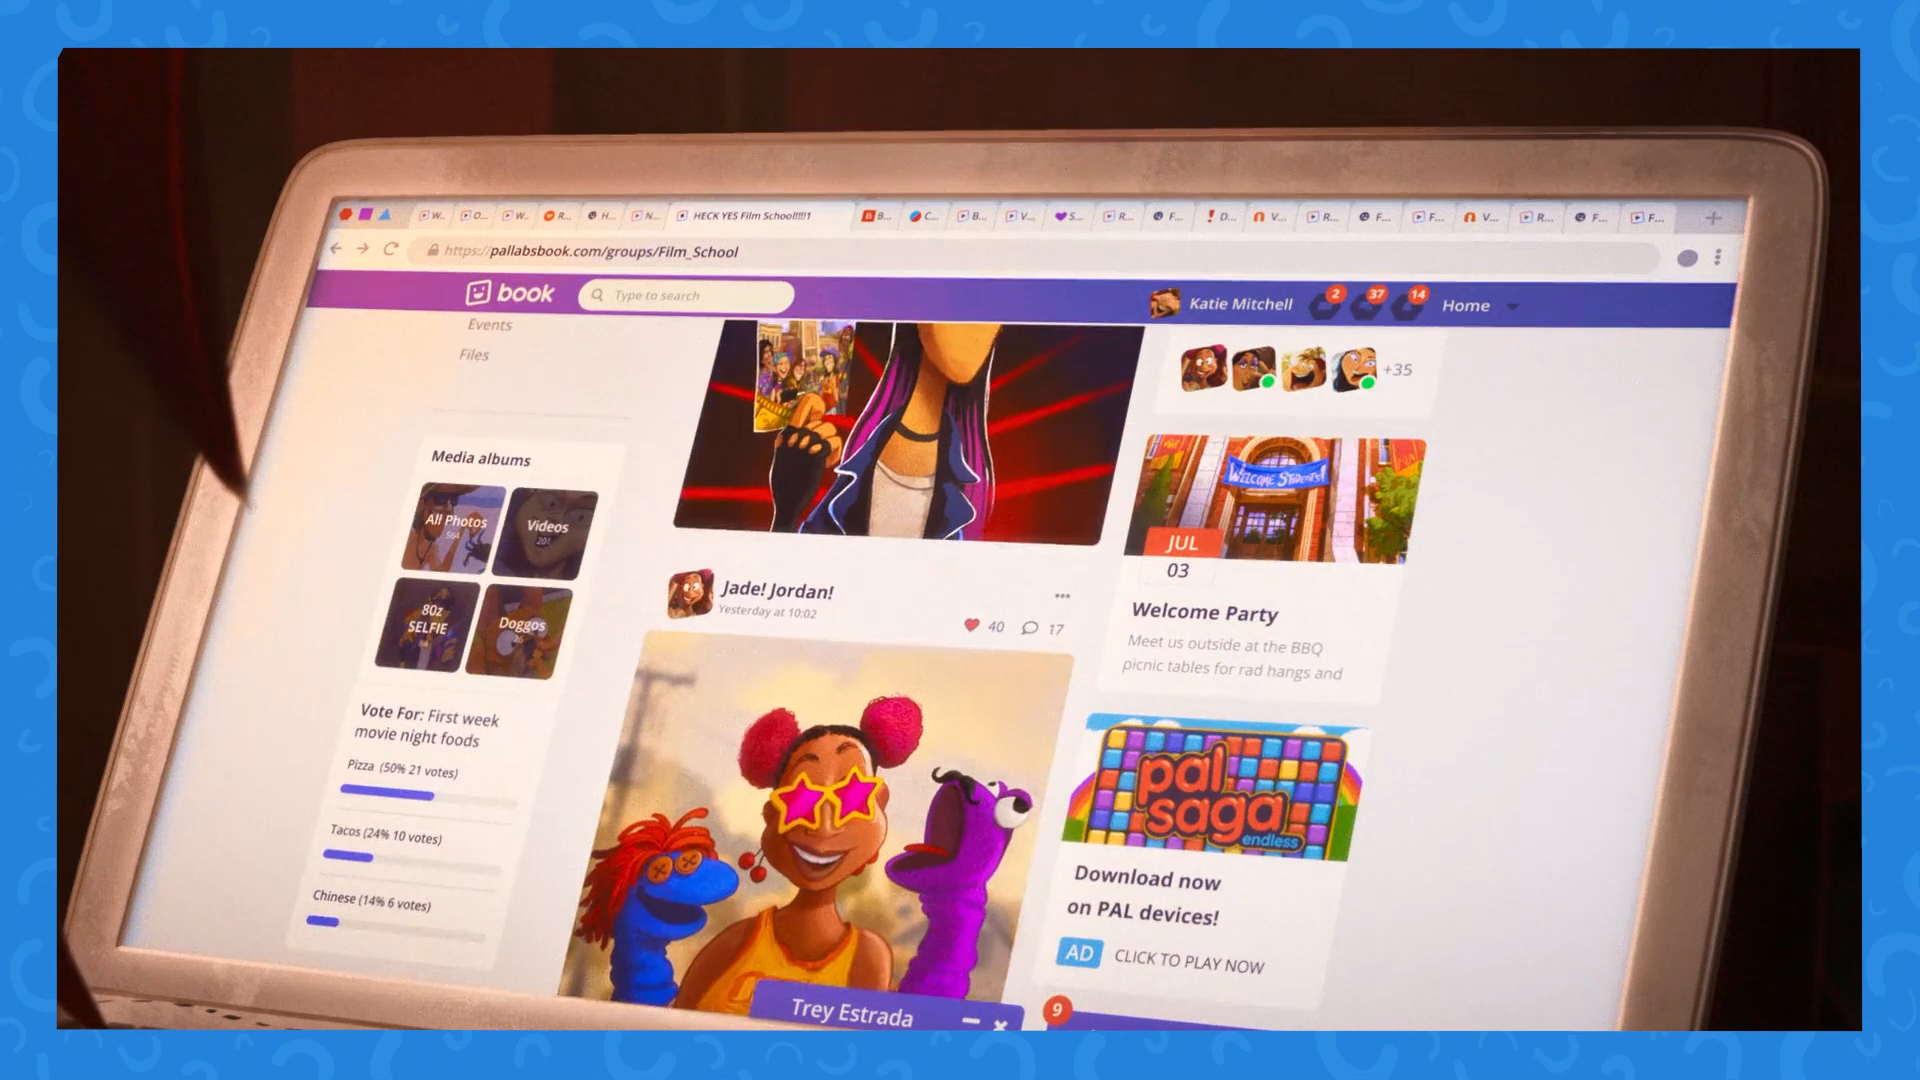 W...
O...
W...
R...
H...
N...
HECK YES Film School!!!!!1
B...
C...
B...
V...
S...
R...
F...
D...
V...
R...
F...
F...
V...
R...
F...
F...
https://pallabsbook.com/groups/Film_School
book
Type to search
Katie Mitchell
2
37
14
Home
Events
Files
+35
Media albums
All Photos
564
Videos
201
80z
SELFIE
84
Doggos
26
Vote For: First week
movie night foods
Pizza (50% 21 votes)
Tacos (24% 10 votes)
Chinese (14% 6 votes)
Jade! Jordan!
Yesterday at 10:02
40
17
Trey Estrada
WELCOME STUDENTS!
JUL
03
Welcome Party
Meet us outside at the BBQ
picnic tables for rad hangs and
pal
saga
endless
Download now
on PAL devices!
AD CLICK TO PLAY NOW
9